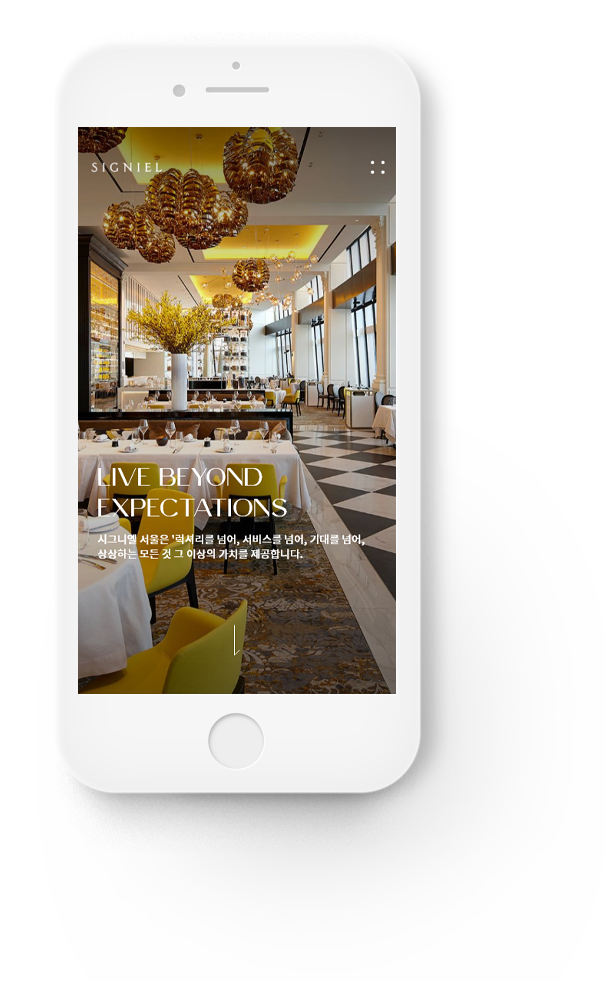 SIGNIEL
LIVE BEYOND
EXPECTATIONS
시그니엘 서울은 '럭셔리를 넘어, 서비스를 넘어, 기대를 넘어,
상상하는 모든 것 그 이상의 가치를 제공합니다.